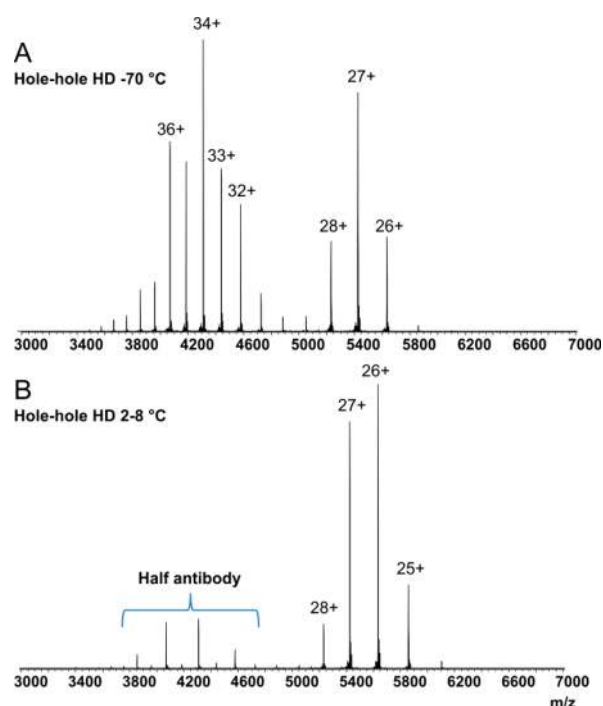 A
Hole-hole HD -70 °C
34+
36+
33+
32+
27+
28+
26+
3000 3400 3800 4200 4600 5000 5400 5800 6200 6600 7000
B
Hole-hole HD 2-8 °C
26+
27+
Half antibody
25+
28+
3000 3400 3800 4200 4600 5000 5400 5800 6200 6600 7000
m/z